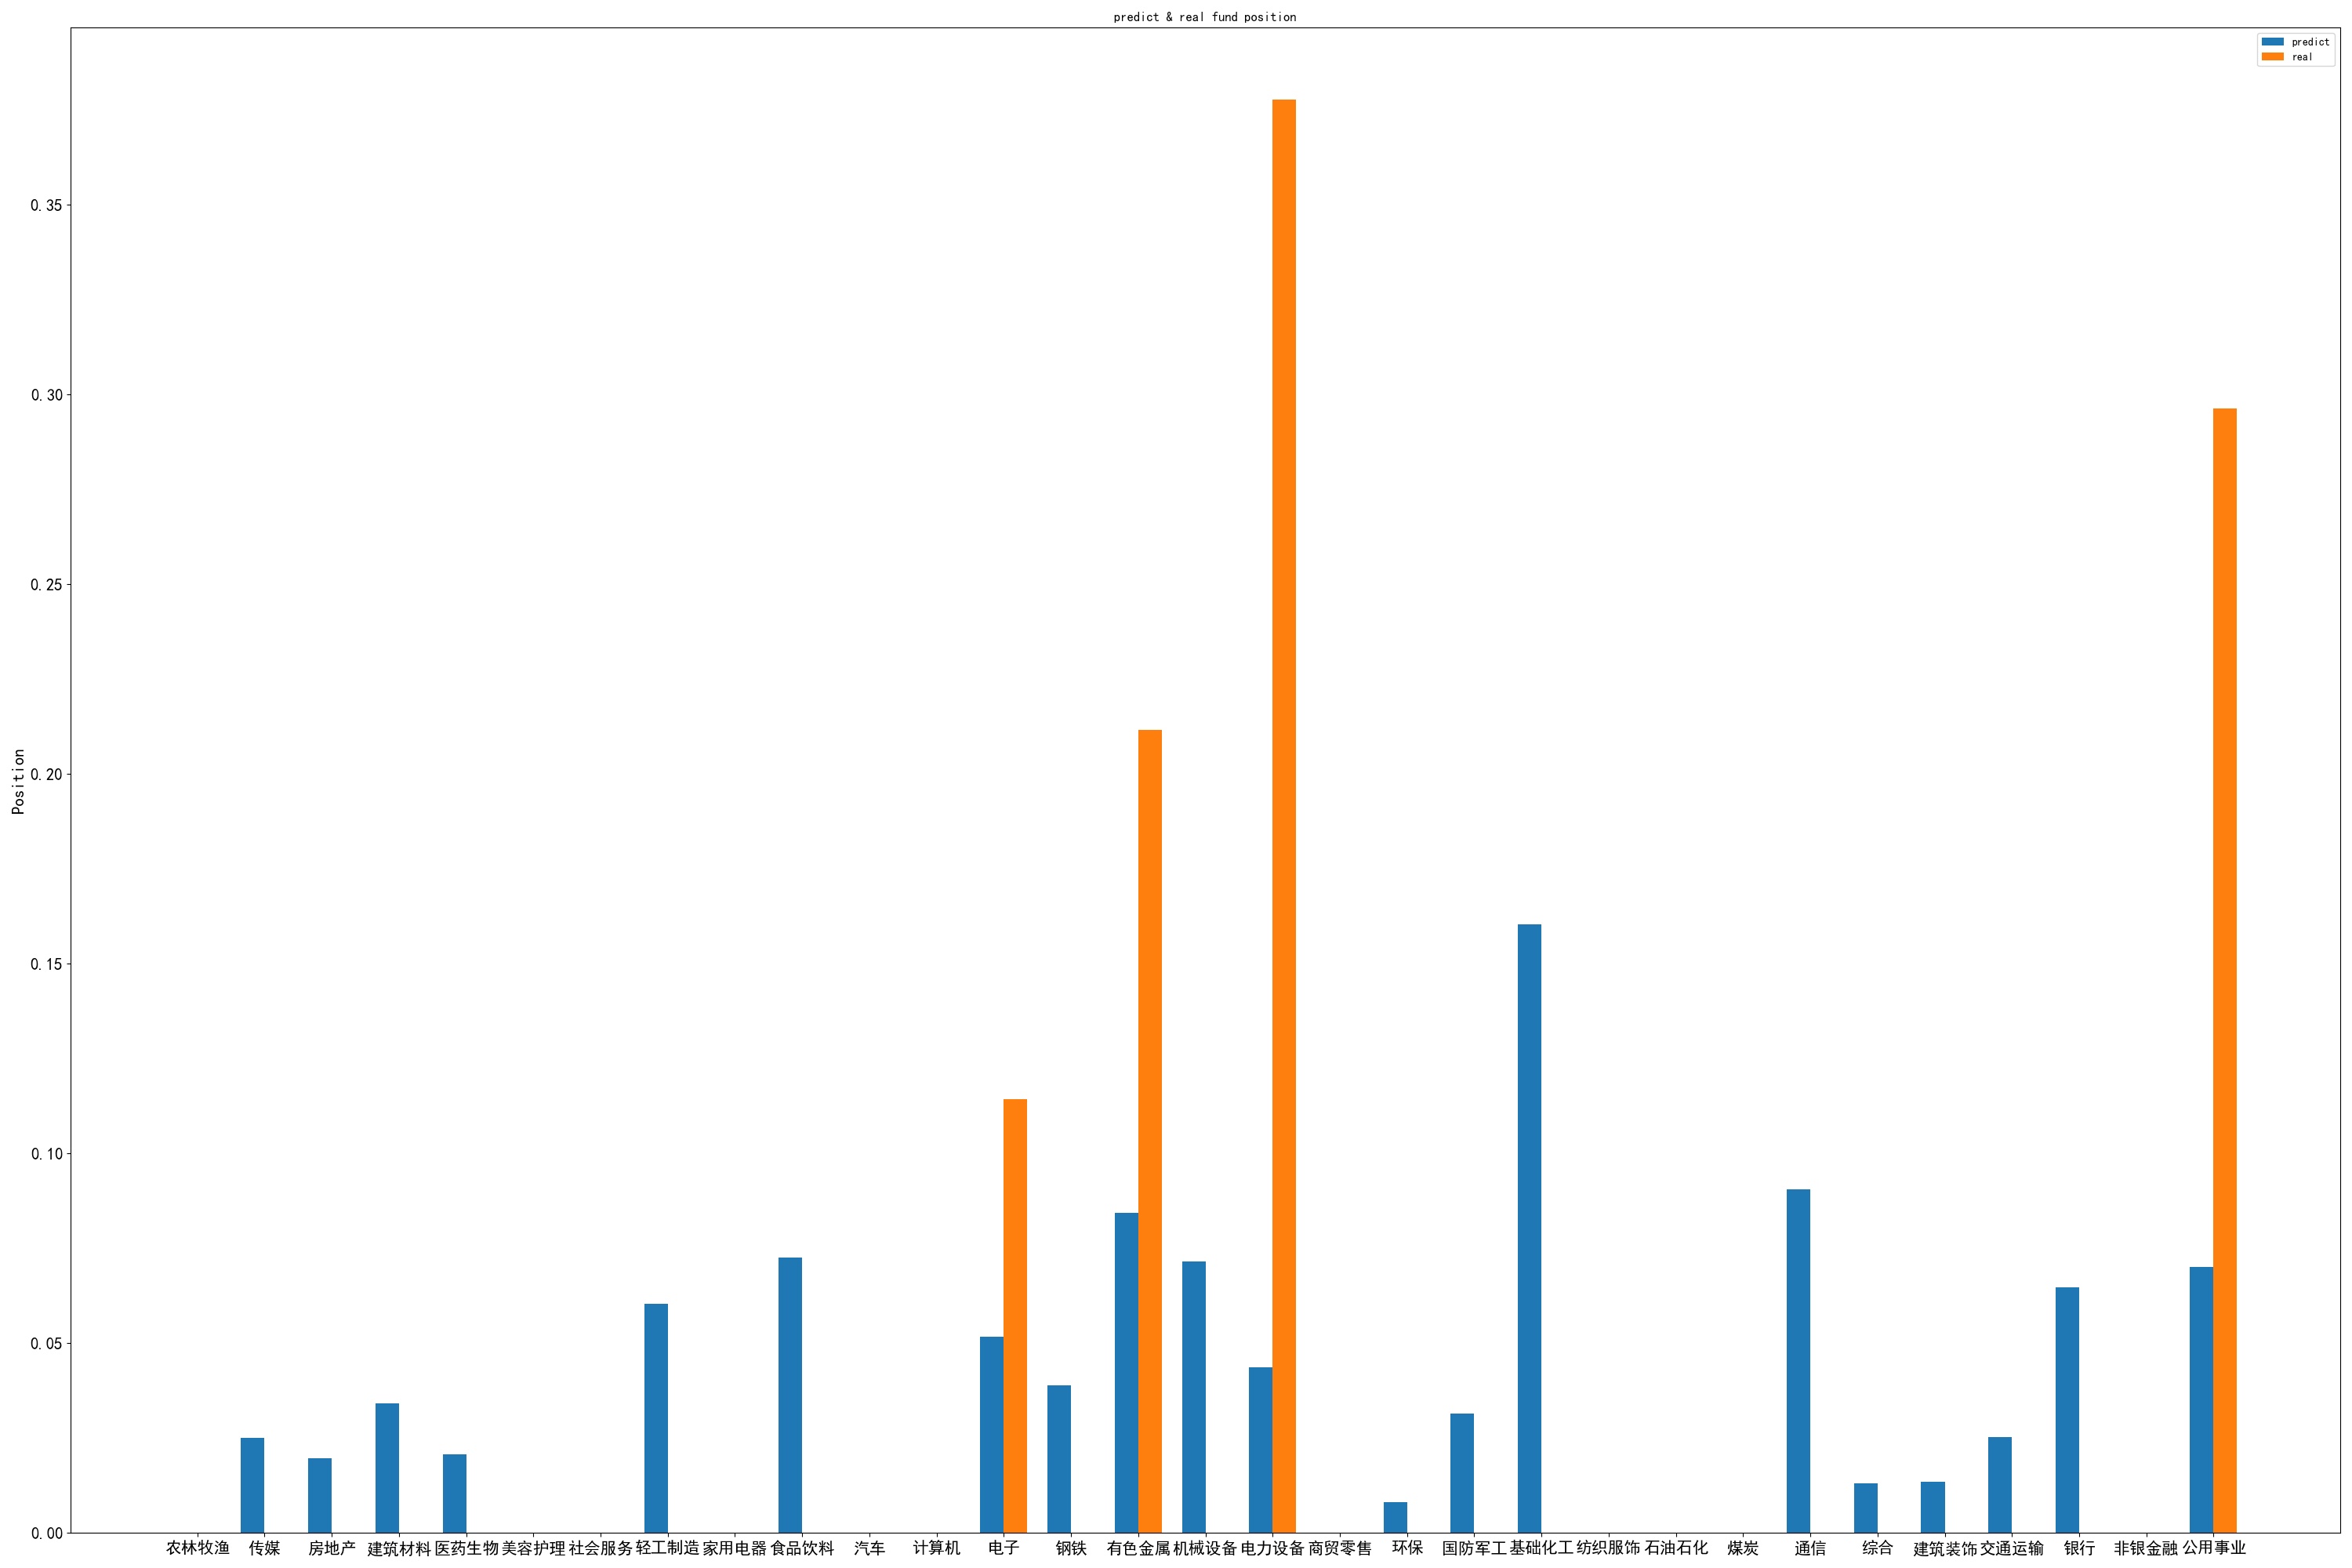 predict & real fund position
predict
real
Position
0.35
0.30
0.25
0.20
0.15
0.10
0.05
0.00
农林牧渔 传媒 房地产 建筑材料 医药生物 美容护理 社会服务 轻工制造 家用电器 食品饮料 汽车 计算机 电子 钢铁 有色金属 机械设备 电力设备 商贸零售 环保 国防军工 基础化工 纺织服饰 石油石化 煤炭 通信 综合 建筑装饰 交通运输 银行 非银金融 公用事业